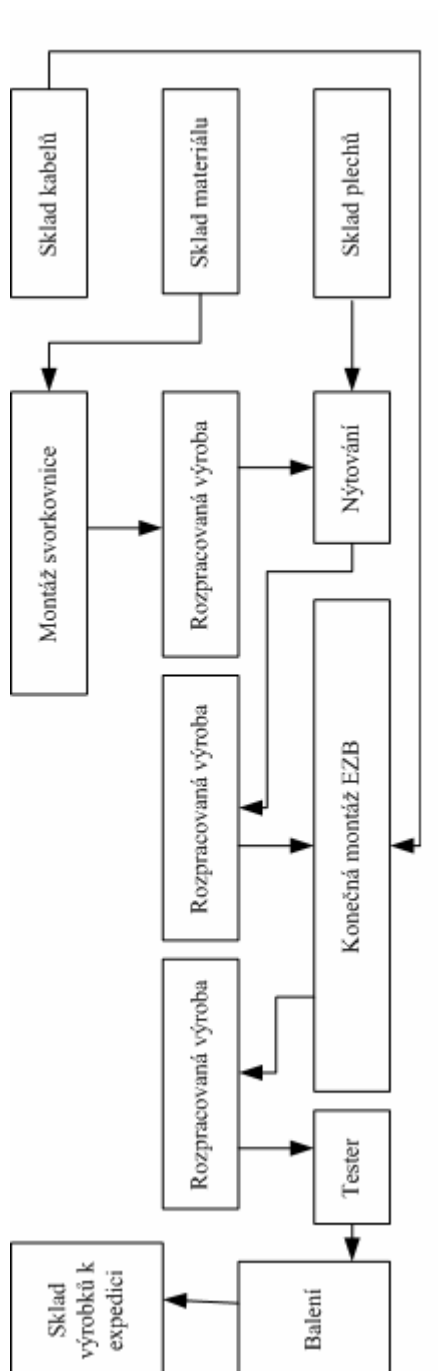 Sklad
výrobků k
expedici
Montáž svorkovnice
Sklad kabelů
Rozpracovaná výroba
Rozpracovaná výroba
Rozpracovaná výroba
Sklad materiálu
Balení
Tester
Konečná montáž EZB
Nýtování
Sklad plechů